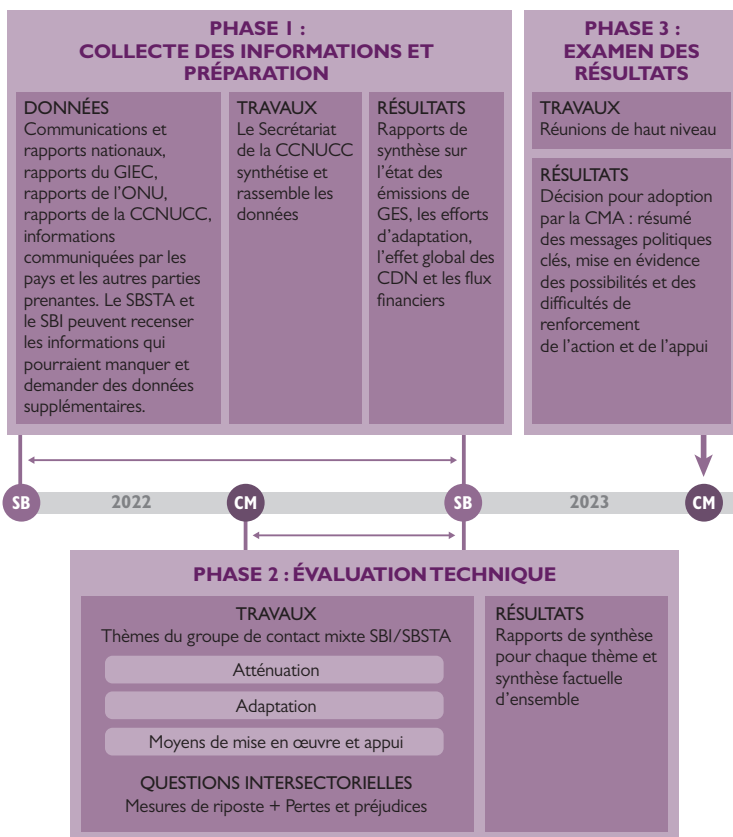 PHASE 1 :
COLLECTE DES INFORMATIONS ET
PRÉPARATION
DONNÉES
Communications et
rapports nationaux,
rapports du GIEC,
rapports de l’ONU,
rapports de la CCNUCC,
informations
communiquées par les
pays et les autres parties
prenantes. Le SBSTA et
le SBI peuvent recenser
les informations qui
pourraient manquer et
demander des données
supplémentaires.
TRAVAUX
Le Secrétariat
de la CCNUCC
synthétise et
rassemble les
données
RÉSULTATS
Rapports de
synthèse sur
l’état des
émissions de
GES, les efforts
d’adaptation,
l’effet global des
CDN et les flux
financiers
PHASE 3 :
EXAMEN DES
RÉSULTATS
TRAVAUX
Réunions de haut niveau
RÉSULTATS
Décision pour adoption
par la CMA : résumé
des messages politiques
clés, mise en évidence
des possibilités et des
difficultés de
renforcement
de l’action et de l’appui
SB
2022
CM
SB
2023
CM
PHASE 2 : ÉVALUATION TECHNIQUE
TRAVAUX
Thèmes du groupe de contact mixte SBI/SBSTA
Atténuation
Adaptation
Moyens de mise en œuvre et appui
QUESTIONS INTERSECTORIELLES
Mesures de riposte + Pertes et préjudices
RÉSULTATS
Rapports de synthèse
pour chaque thème et
synthèse factuelle
d’ensemble